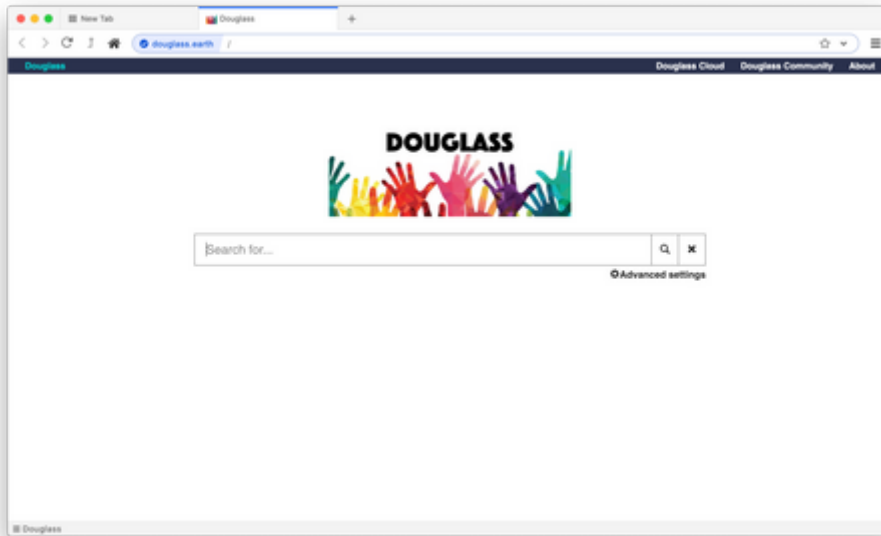 New Tab
Douglass
douglass.earth /
Douglass
Douglass Cloud
Douglass Community
About
DOUGLASS
Search for...
Advanced settings
Douglass